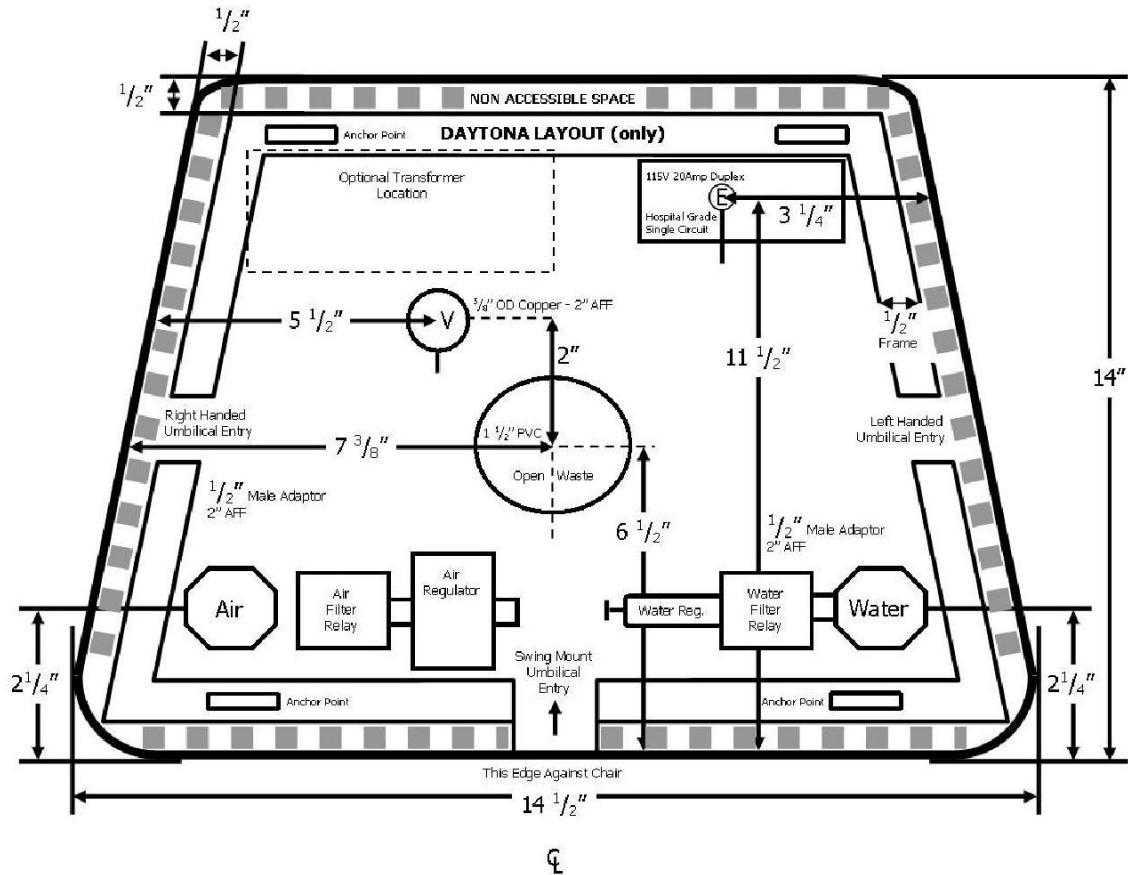 1/2"
1/2"
NON ACCESSIBLE SPACE
Anchor Point
DAYTONA LAYOUT (only)
Optional Transformer
Location
115V 20Amp Duplex
E
Hospital Grade
Single Circuit
3 1/4"
5 1/2"
V
5/8" OD Copper - 2" AFF
2"
11 1/2"
1/2"
Frame
14"
Right Handed
Umbilical Entry
Left Handed
Umbilical Entry
7 3/8"
1 1/2" PVC
Open Waste
1/2" Male Adaptor
2" AFF
6 1/2"
1/2" Male Adaptor
2" AFF
Air
Air
Filter
Relay
Air
Regulator
Water Reg.
Water
Filter
Relay
Water
2 1/4"
Swing Mount
Umbilical
Entry
2 1/4"
Anchor Point
Anchor Point
This Edge Against Chair
14 1/2"
℄